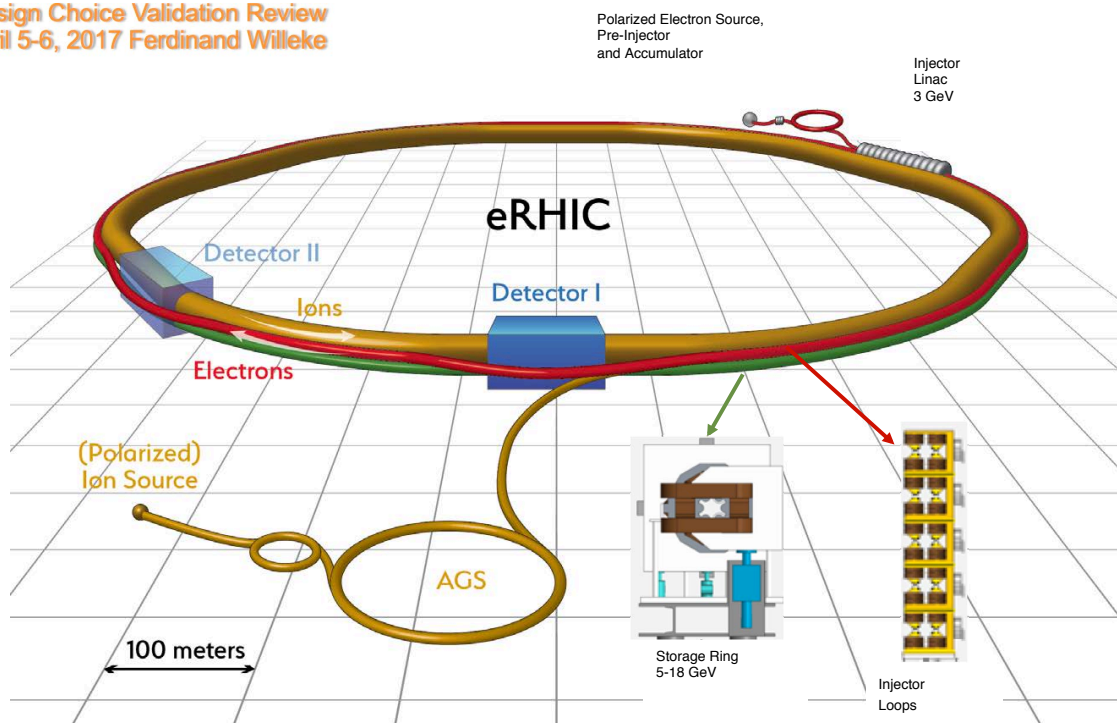 sign Choice Validation Review
il 5-6, 2017 Ferdinand Willeke
Polarized Electron Source,
Pre-Injector
and Accumulator
Injector
Linac
3 GeV
eRHIC
Detector II
Ions
Detector I
Electrons
(Polarized)
Ion Source
AGS
100 meters
Storage Ring
5-18 GeV
Injector
Loops